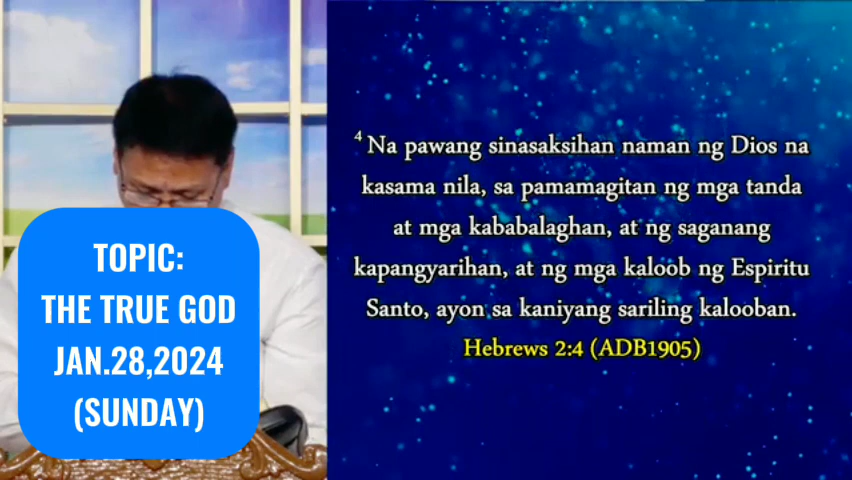 TOPIC:
THE TRUE GOD
JAN.28,2024
(SUNDAY)
4 Na pawang sinasaksihan naman ng Dios na
kasama nila, sa pamamagitan ng mga tanda
at mga kababalaghan, at ng saganang
kapangyarihan, at ng mga kaloob ng Espiritu
Santo, ayon sa kaniyang sariling kalooban.
Hebrews 2:4 (ADB1905)